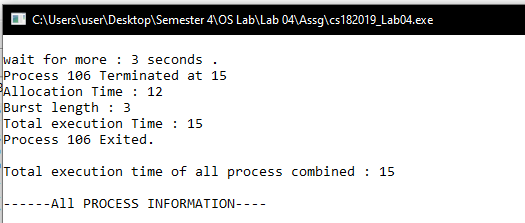 C:\Users\user\Desktop\Semester 4\OS Lab\Lab 04\Assg\cs182019_Lab04.exe
wait for more : 3 seconds .
Process 106 Terminated at 15
Allocation Time : 12
Burst length : 3
Total execution Time : 15
Process 106 Exited.
Total execution time of all process combined : 15
------All PROCESS INFORMATION----